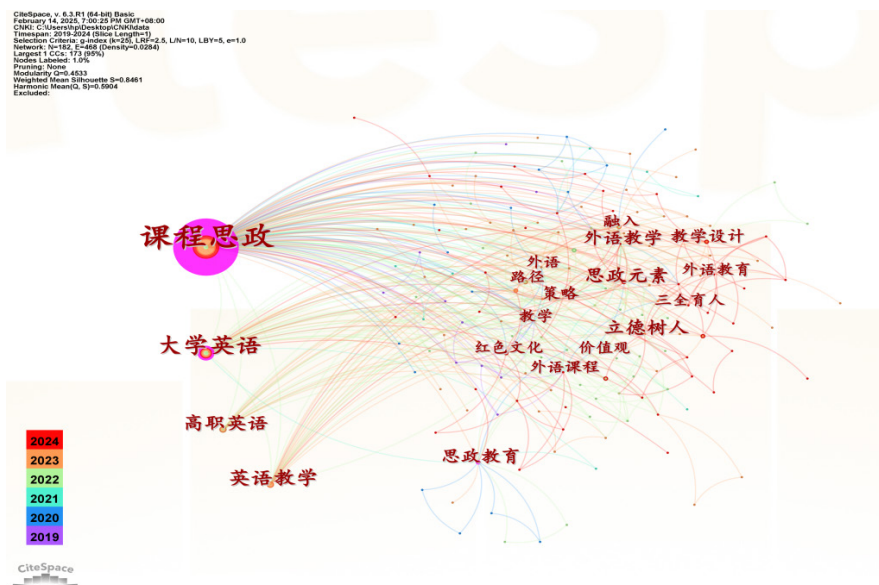 CiteSpace, v. 6.3.R1 (64-bit) Basic
February 14, 2025, 7:00:25 PM GMT+08:00
CNKI: C:\Users\hp\Desktop\CNKI\data
Timespan: 2019-2024 (Slice Length=1)
Selection Criteria: g-index (k=25), LRF=2.5, L/N=10, LBY=5, e=1.0
Network: N=182, E=468 (Density=0.0284)
Largest 1 CCs: 173 (95%)
Nodes Labeled: 1.0%
Pruning: None
Modularity Q=0.4533
Weighted Mean Silhouette S=0.8461
Harmonic Mean(Q, S)=0.5904
Excluded:
课程思政
融入
外语教学 教学设计
外语
路径
思政元素
外语教育
策略
三全育人
教学
立德树人
大学英语
红色文化
价值观
外语课程
高职英语
思政教育
英语教学
2024
2023
2022
2021
2020
2019
CiteSpace